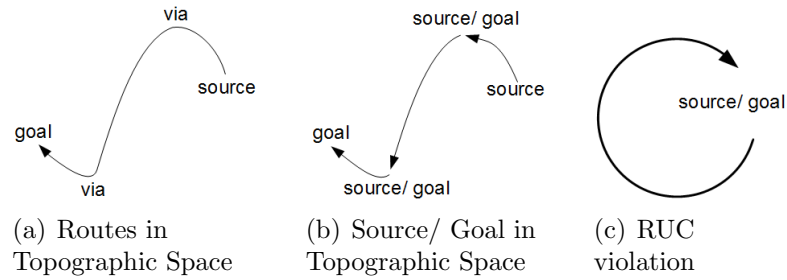 via
source
goal
via
source/ goal
source
goal
source/ goal
source/ goal
(a) Routes in
Topographic Space
(b) Source/ Goal in
Topographic Space
(c) RUC
violation